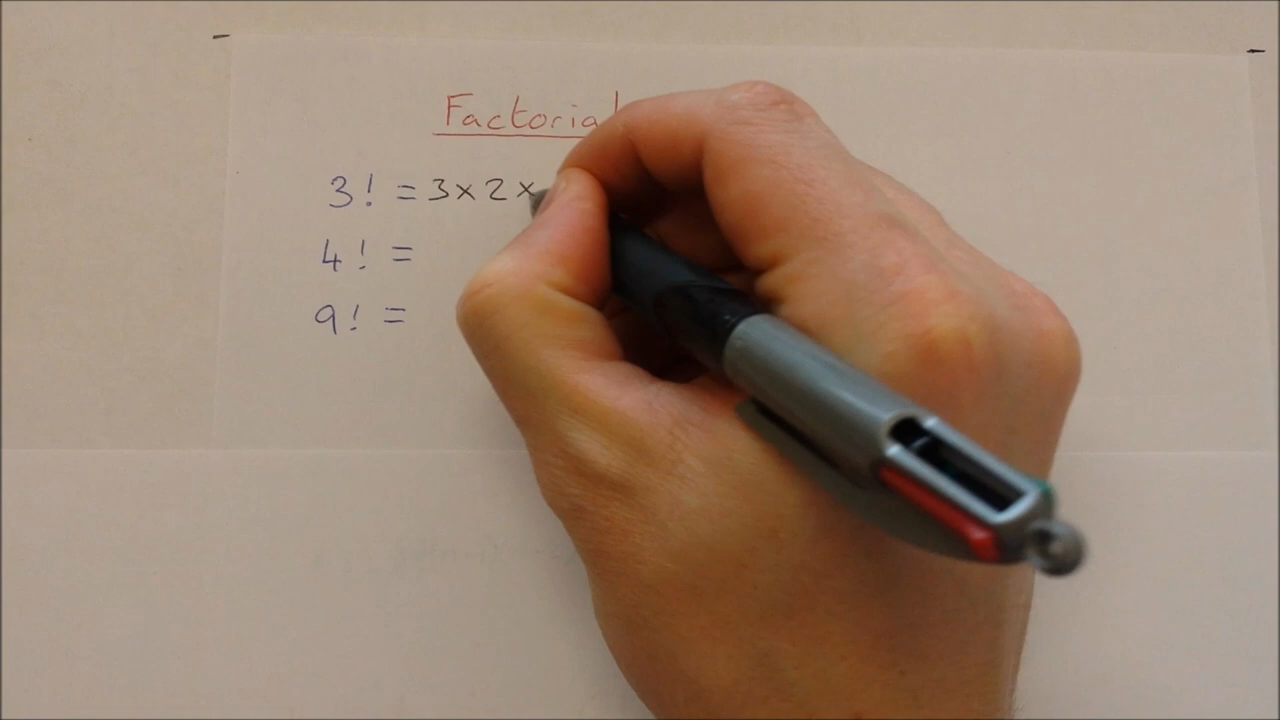 Factorial
3! = 3 x 2 x
4! =
9! =